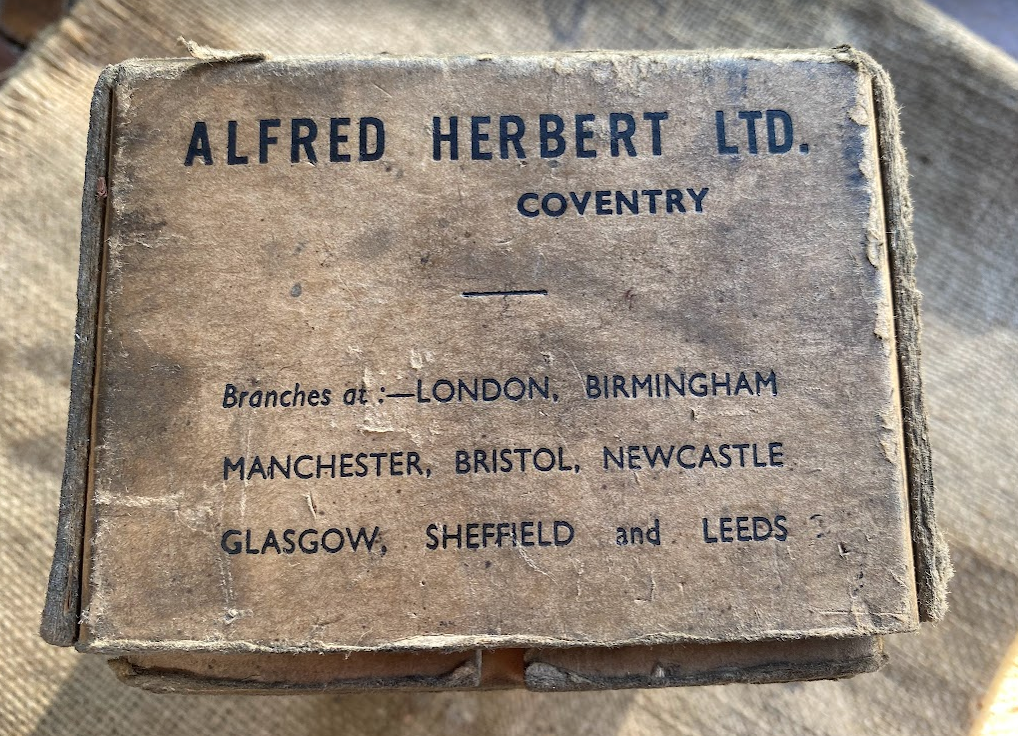 ALFRED HERBERT LTD.
COVENTRY
Branches at :—LONDON, BIRMINGHAM
MANCHESTER, BRISTOL, NEWCASTLE
GLASGOW, SHEFFIELD and LEEDS